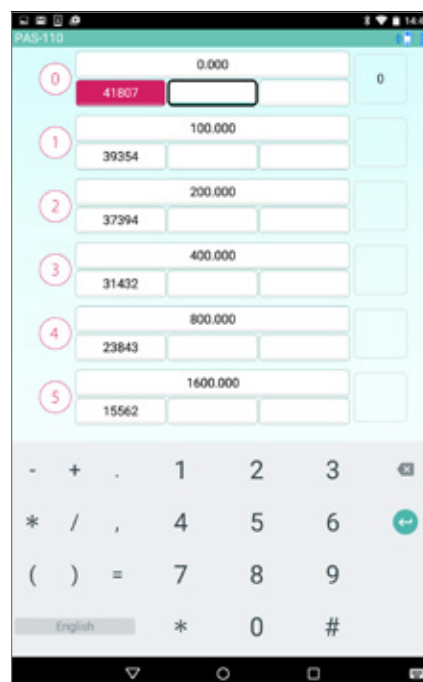 14:4
PAS-110
0 0.000 0
41807
1 100.000
39354
2 200.000
37394
3 400.000
31432
4 800.000
23843
5 1600.000
15562
- + . 1 2 3
* / , 4 5 6
( ) = 7 8 9
English * 0 #